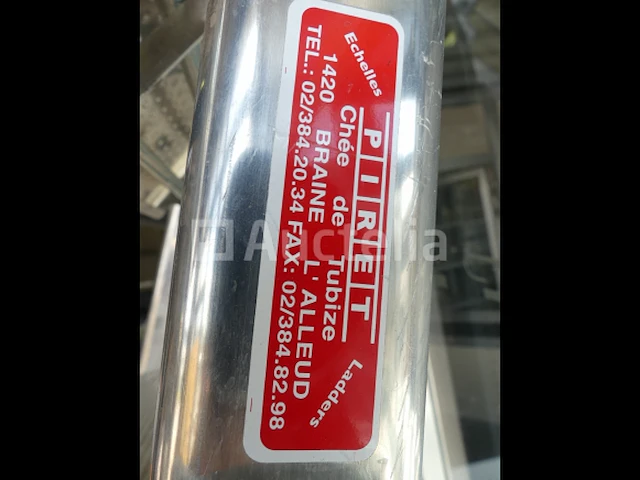 Echelles
PIRET
Ladders
Chée de Tubize
1420 BRAINE L'ALLEUD
TEL.: 02/384.20.34 FAX: 02/384.82.98
Auctelia